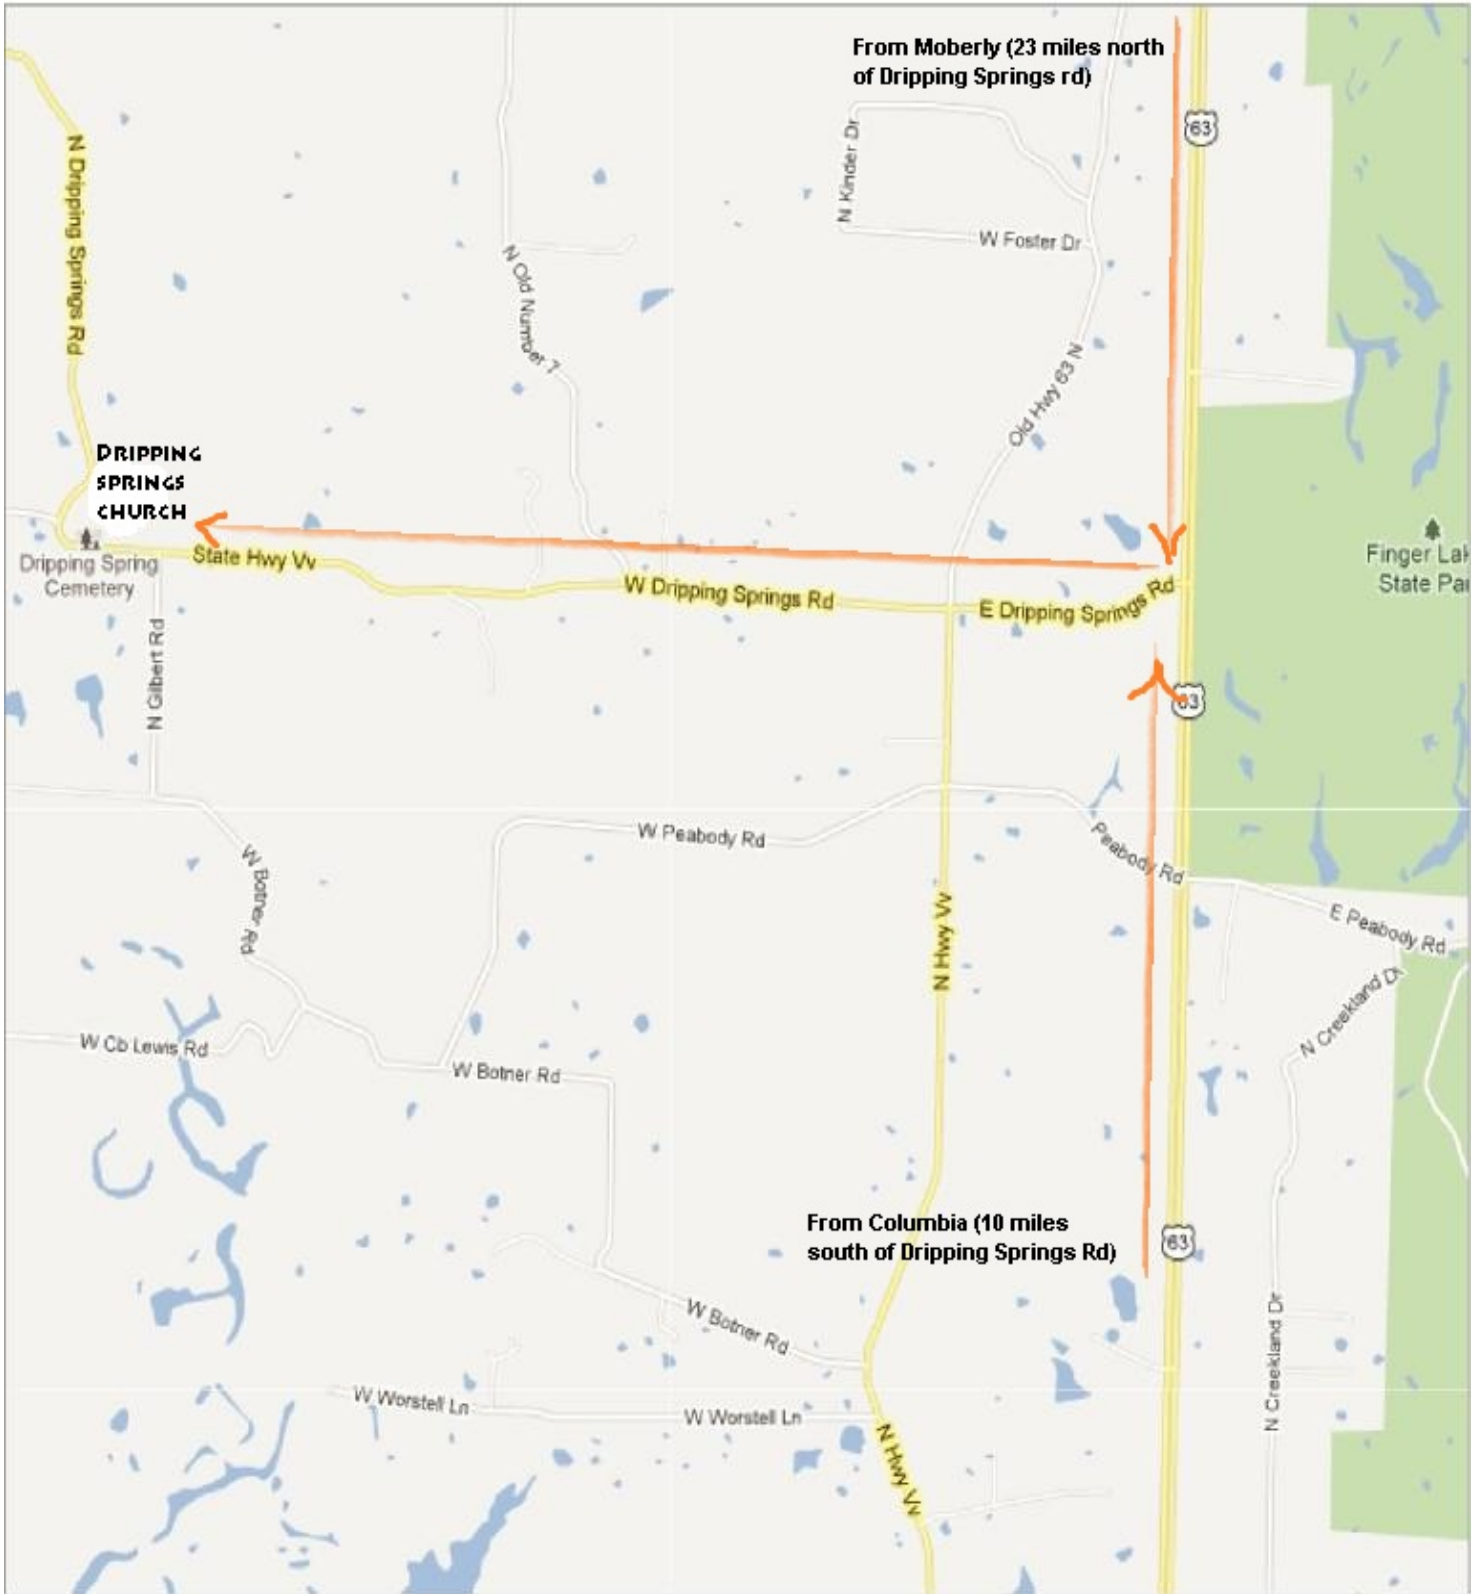 From Moberly (23 miles north
of Dripping Springs rd)
63
N Dripping Springs Rd
N Kinder Dr
W Foster Dr
N Old Number 7
Old Hwy 63 N
DRIPPING
SPRINGS
CHURCH
Dripping Spring
Cemetery
State Hwy Vv
W Dripping Springs Rd
E Dripping Springs Rd
Finger Lak
State Par
N Gilbert Rd
63
W Peabody Rd
Peabody Rd
E Peabody Rd
W Botner Rd
N Hwy Vv
N Creekland Dr
W Cb Lewis Rd
W Botner Rd
From Columbia (10 miles
south of Dripping Springs Rd)
63
W Botner Rd
N Creekland Dr
W Worstell Ln
W Worstell Ln
N Hwy Vv